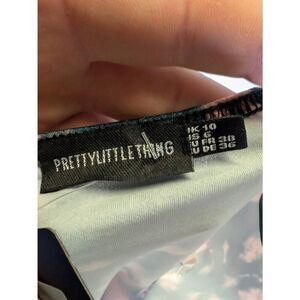 PRETTYLITTLETHING
UK 10
US 6
EU FR 38
EU DE 36